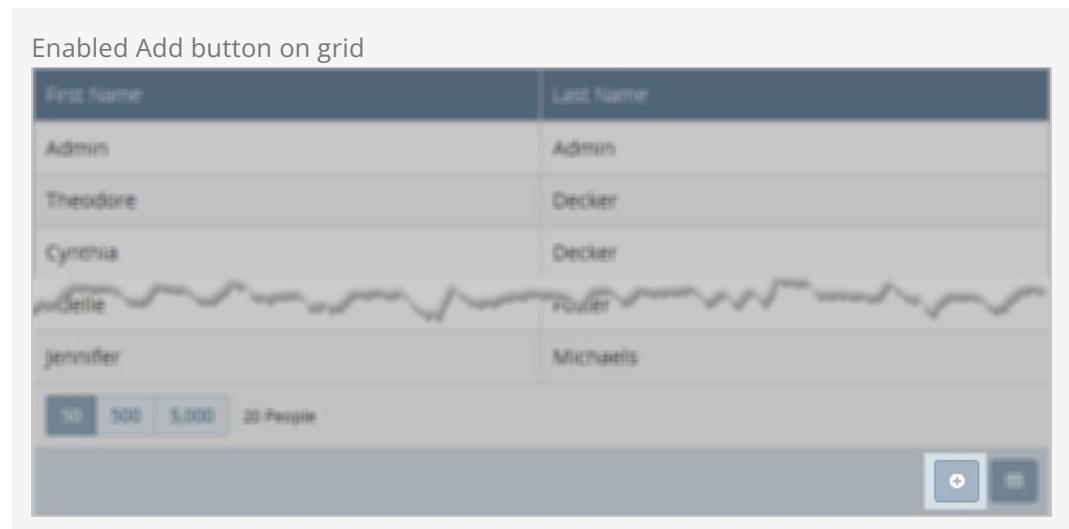 Enabled Add button on grid
First Name Last Name
Admin Admin
Theodore Decker
Cynthia Decker
Jennifer Michaels
50 500 5,000 20 People